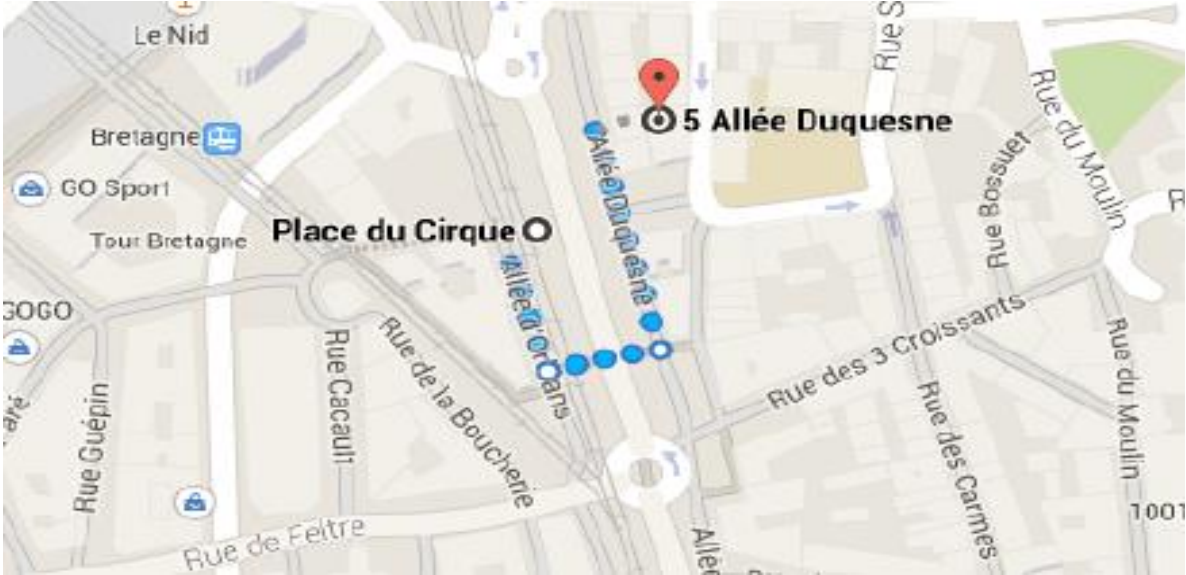 Le Nid
Rue S
Bretagne
5 Allée Duquesne
Rue du Moulin
Allée Duquesne
Rue Bossuet
GO Sport
Place du Cirque
Tour Bretagne
Allée d'Orléans
GOGO
Rue Cacault
Rue de la Boucherie
Rue des 3 Croissants
Rue du Moulin
Rue Guépin
Rue des Carmes
Rue de Feltre
Allée
1001